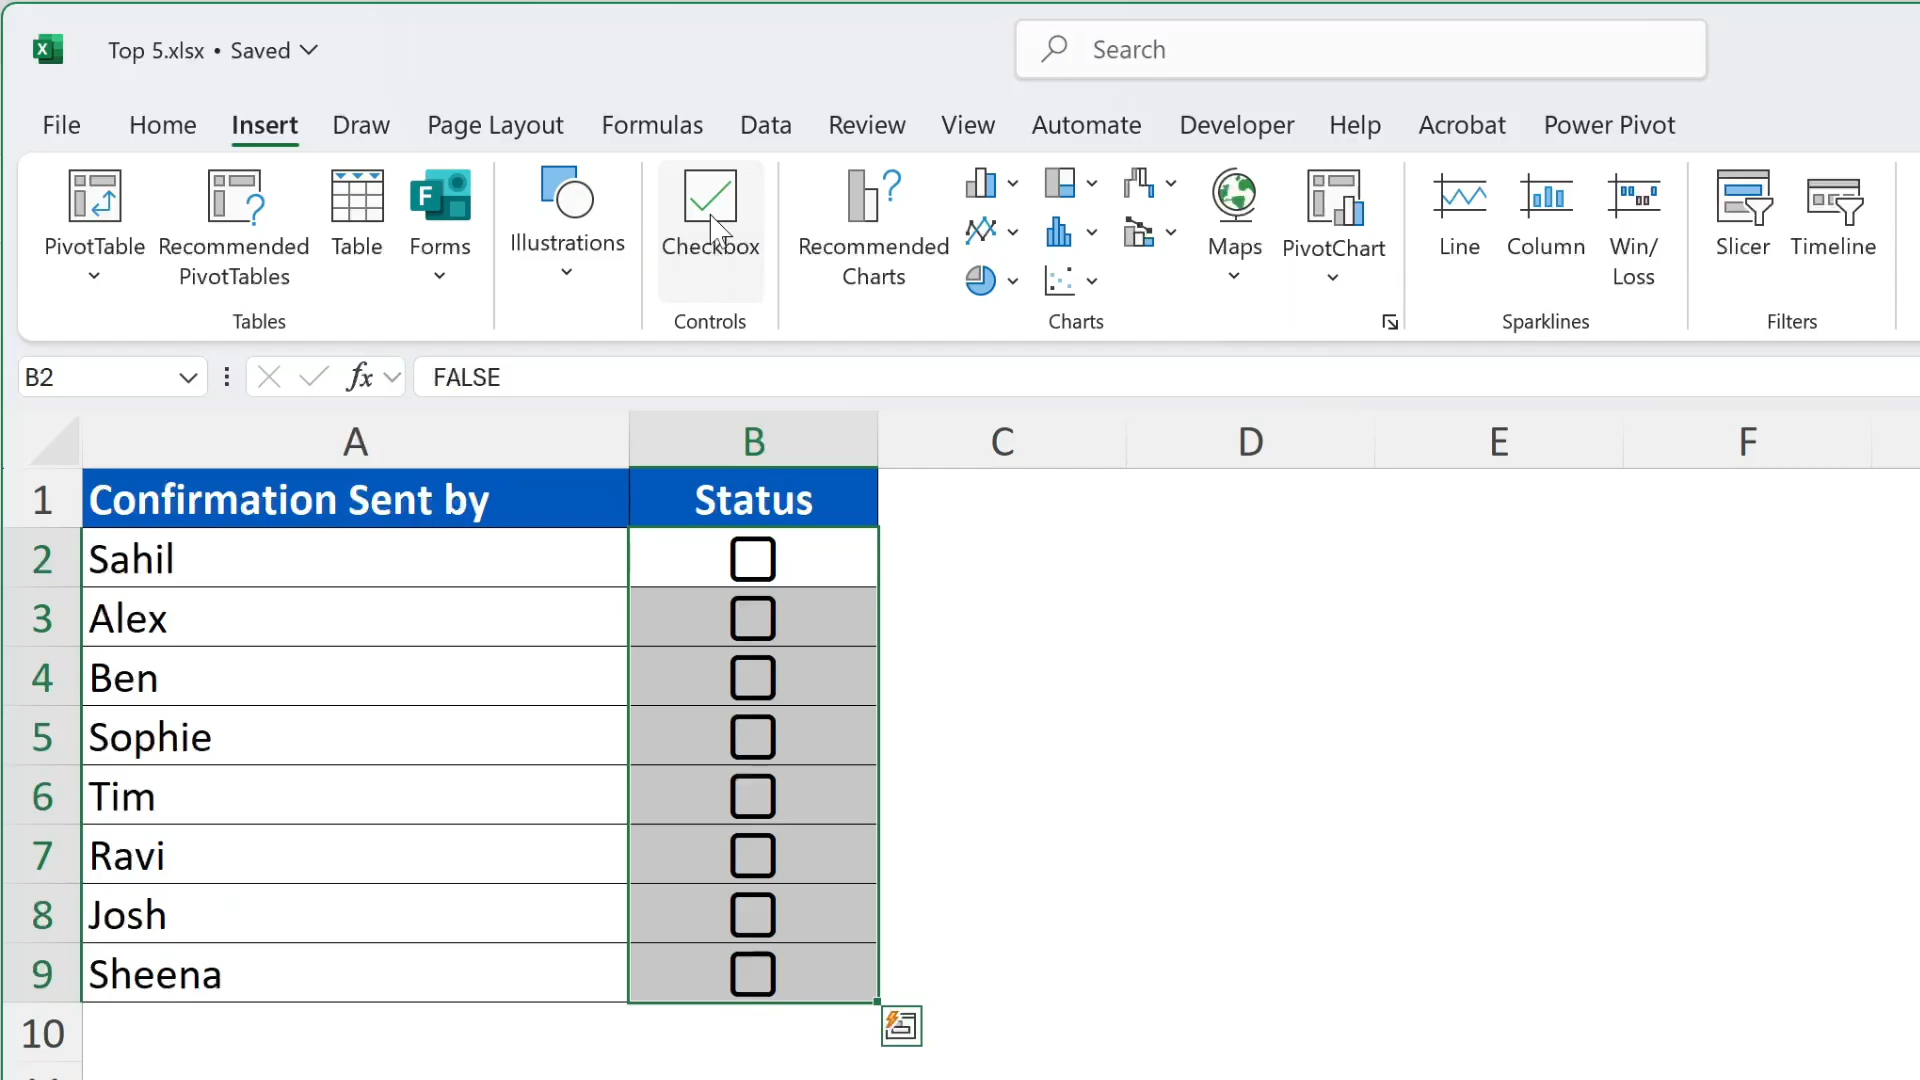 Top 5.xlsx • Saved
Search
File Home Insert Draw Page Layout Formulas Data Review View Automate Developer Help Acrobat Power Pivot
PivotTable
Recommended
PivotTables
Table
Forms
Tables
Illustrations
Checkbox
Controls
Recommended
Charts
Maps
PivotChart
Charts
Line
Column
Win/
Loss
Sparklines
Slicer
Timeline
Filters
B2 fx FALSE
A B C D E F
1 Confirmation Sent by Status
2 Sahil
3 Alex
4 Ben
5 Sophie
6 Tim
7 Ravi
8 Josh
9 Sheena
10